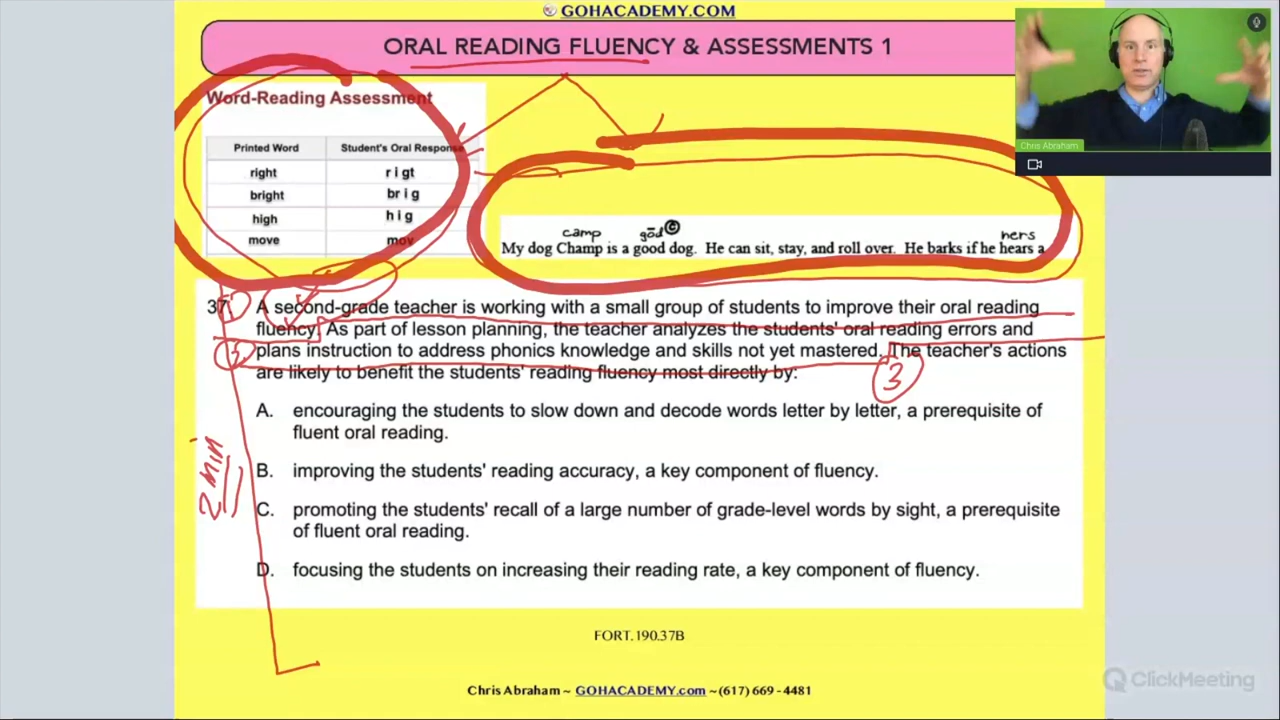 GOHACADEMY.COM
ORAL READING FLUENCY & ASSESSMENTS 1
Chris Abraham
Word-Reading Assessment
Printed Word Student's Oral Response
right r i gt
bright br i g
high h i g
move mov
camp gōd © hers
My dog Champ is a good dog. He can sit, stay, and roll over. He barks if he hears a
37. A second-grade teacher is working with a small group of students to improve their oral reading
fluency. As part of lesson planning, the teacher analyzes the students' oral reading errors and
plans instruction to address phonics knowledge and skills not yet mastered. The teacher's actions
are likely to benefit the students' reading fluency most directly by:
3
A. encouraging the students to slow down and decode words letter by letter, a prerequisite of
fluent oral reading.
2 min
B. improving the students' reading accuracy, a key component of fluency.
C. promoting the students' recall of a large number of grade-level words by sight, a prerequisite
of fluent oral reading.
D. focusing the students on increasing their reading rate, a key component of fluency.
FORT. 190.37B
Chris Abraham ~ GOHACADEMY.com ~(617) 669 - 4481
ClickMeeting